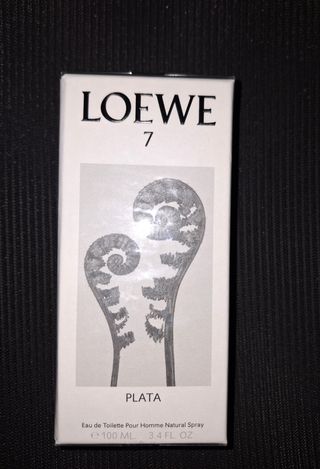 LOEWE
7
PLATA
Eau de Toilette Pour Homme Natural Spray
℮ 100 ML. 3.4 FL. OZ